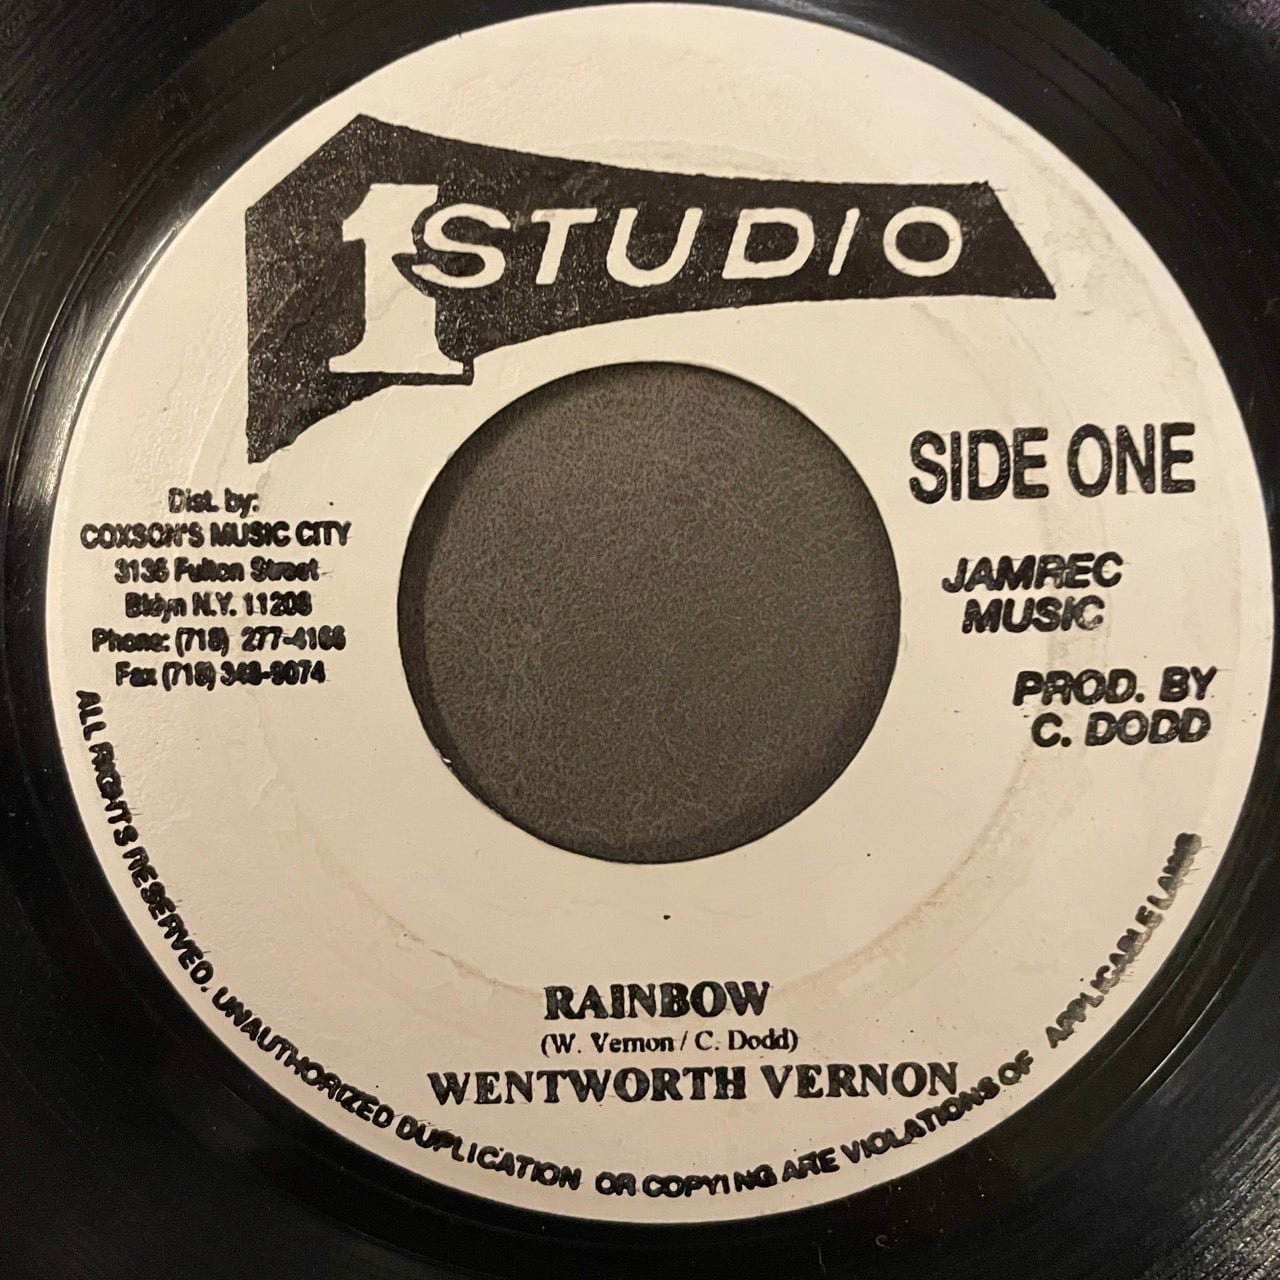 1 STUDIO
SIDE ONE
Dist. by:
COXSON'S MUSIC CITY
3135 Fulton Street
Bklyn N.Y. 11208
Phone: (718) 277-4166
Fax (718) 348-9074
JAMREC
MUSIC
PROD. BY
C. DODD
RAINBOW
(W. Vernon / C. Dodd)
WENTWORTH VERNON
ALL RIGHTS RESERVED. UNAUTHORIZED DUPLICATION OR COPYING ARE VIOLATIONS OF APPLICABLE LAWS